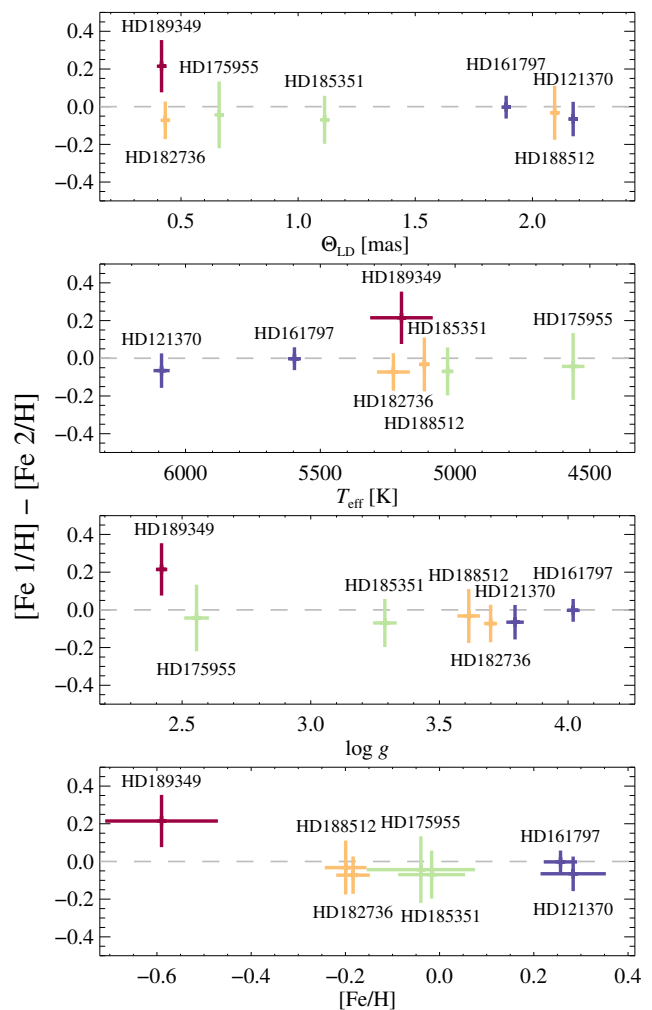 [Fe 1/H] − [Fe 2/H]
HD189349
HD175955
HD185351
HD161797
HD121370
HD182736
HD188512
0.4
0.2
0.0
−0.2
−0.4
0.5 1.0 1.5 2.0
Θ_LD [mas]
HD189349
HD121370
HD161797
HD185351
HD175955
HD182736
HD188512
0.4
0.2
0.0
−0.2
−0.4
6000 5500 5000 4500
T_eff [K]
HD189349
HD185351
HD188512
HD121370
HD161797
HD175955
HD182736
0.4
0.2
0.0
−0.2
−0.4
2.5 3.0 3.5 4.0
log g
HD189349
HD188512
HD175955
HD161797
HD182736
HD185351
HD121370
0.4
0.2
0.0
−0.2
−0.4
−0.6 −0.4 −0.2 0.0 0.2 0.4
[Fe/H]